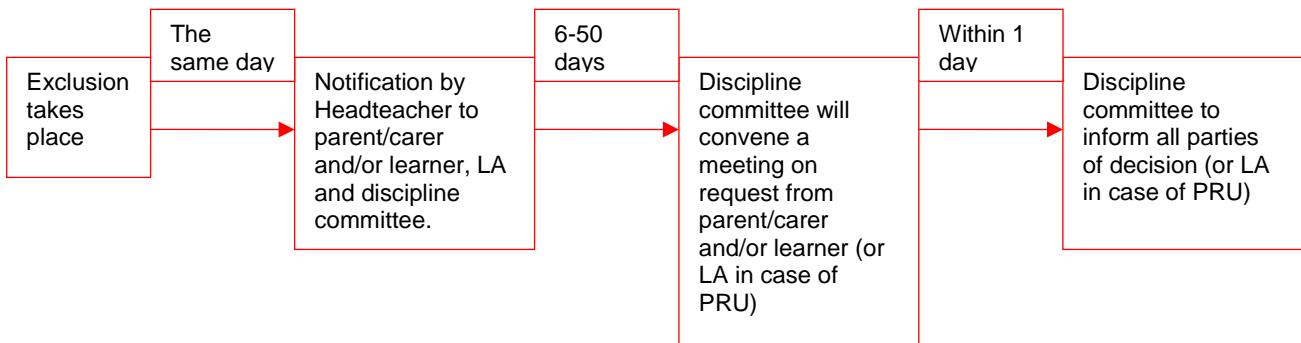 Exclusion
takes
place
The
same day
Notification by
Headteacher to
parent/carer
and/or learner, LA
and discipline
committee.
6-50
days
Discipline
committee will
convene a
meeting on
request from
parent/carer
and/or learner (or
LA in case of
PRU)
Within 1
day
Discipline
committee to
inform all parties
of decision (or LA
in case of PRU)